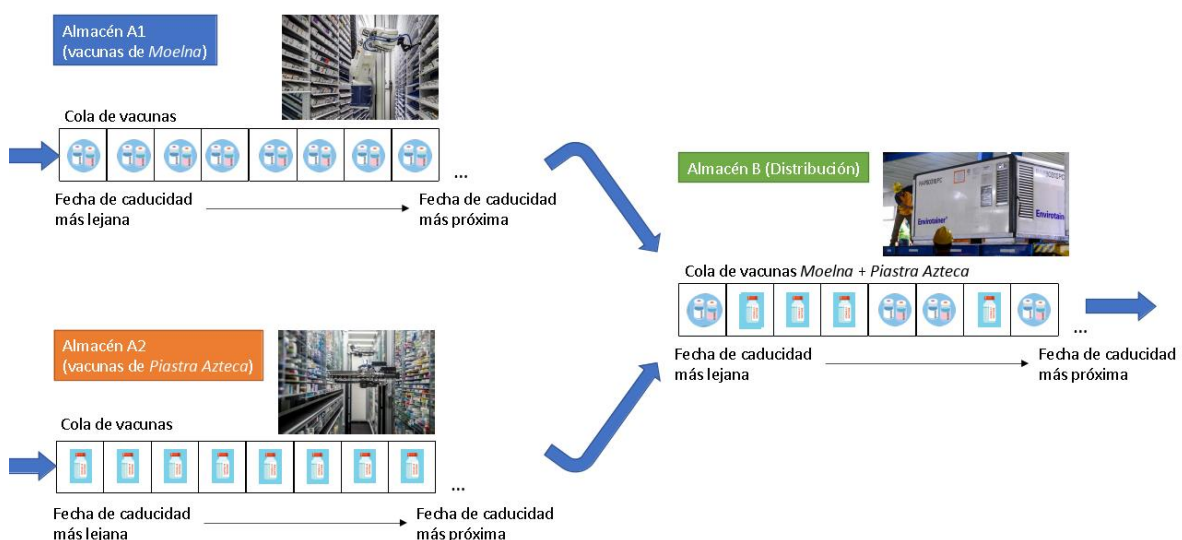 Almacén A1
(vacunas de Moelna)
Cola de vacunas
...
Fecha de caducidad
más lejana
Fecha de caducidad
más próxima
Almacén A2
(vacunas de Piastra Azteca)
Cola de vacunas
...
Fecha de caducidad
más lejana
Fecha de caducidad
más próxima
Almacén B (Distribución)
Envirotainer
Envirotainer
Cola de vacunas Moelna + Piastra Azteca
...
Fecha de caducidad
más lejana
Fecha de caducidad
más próxima